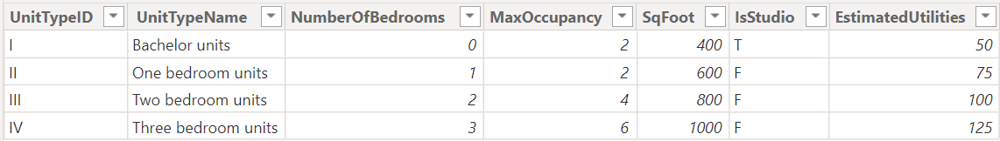 UnitTypeID UnitTypeName NumberOfBedrooms MaxOccupancy SqFoot IsStudio EstimatedUtilities
I Bachelor units 0 2 400 T 50
II One bedroom units 1 2 600 F 75
III Two bedroom units 2 4 800 F 100
IV Three bedroom units 3 6 1000 F 125